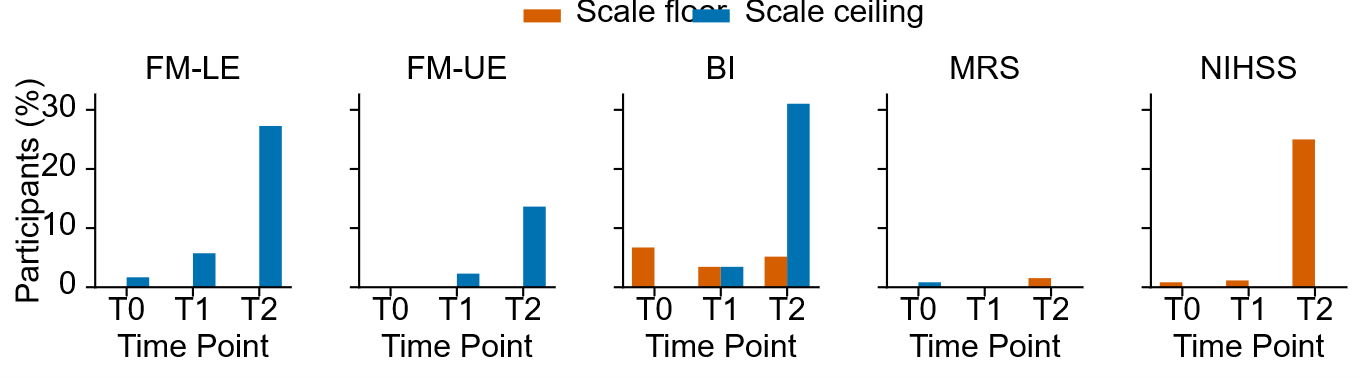 Scale floor Scale ceiling
FM-LE FM-UE BI MRS NIHSS
Participants (%)
30
20
10
0
T0 T1 T2 T0 T1 T2 T0 T1 T2 T0 T1 T2 T0 T1 T2
Time Point Time Point Time Point Time Point Time Point